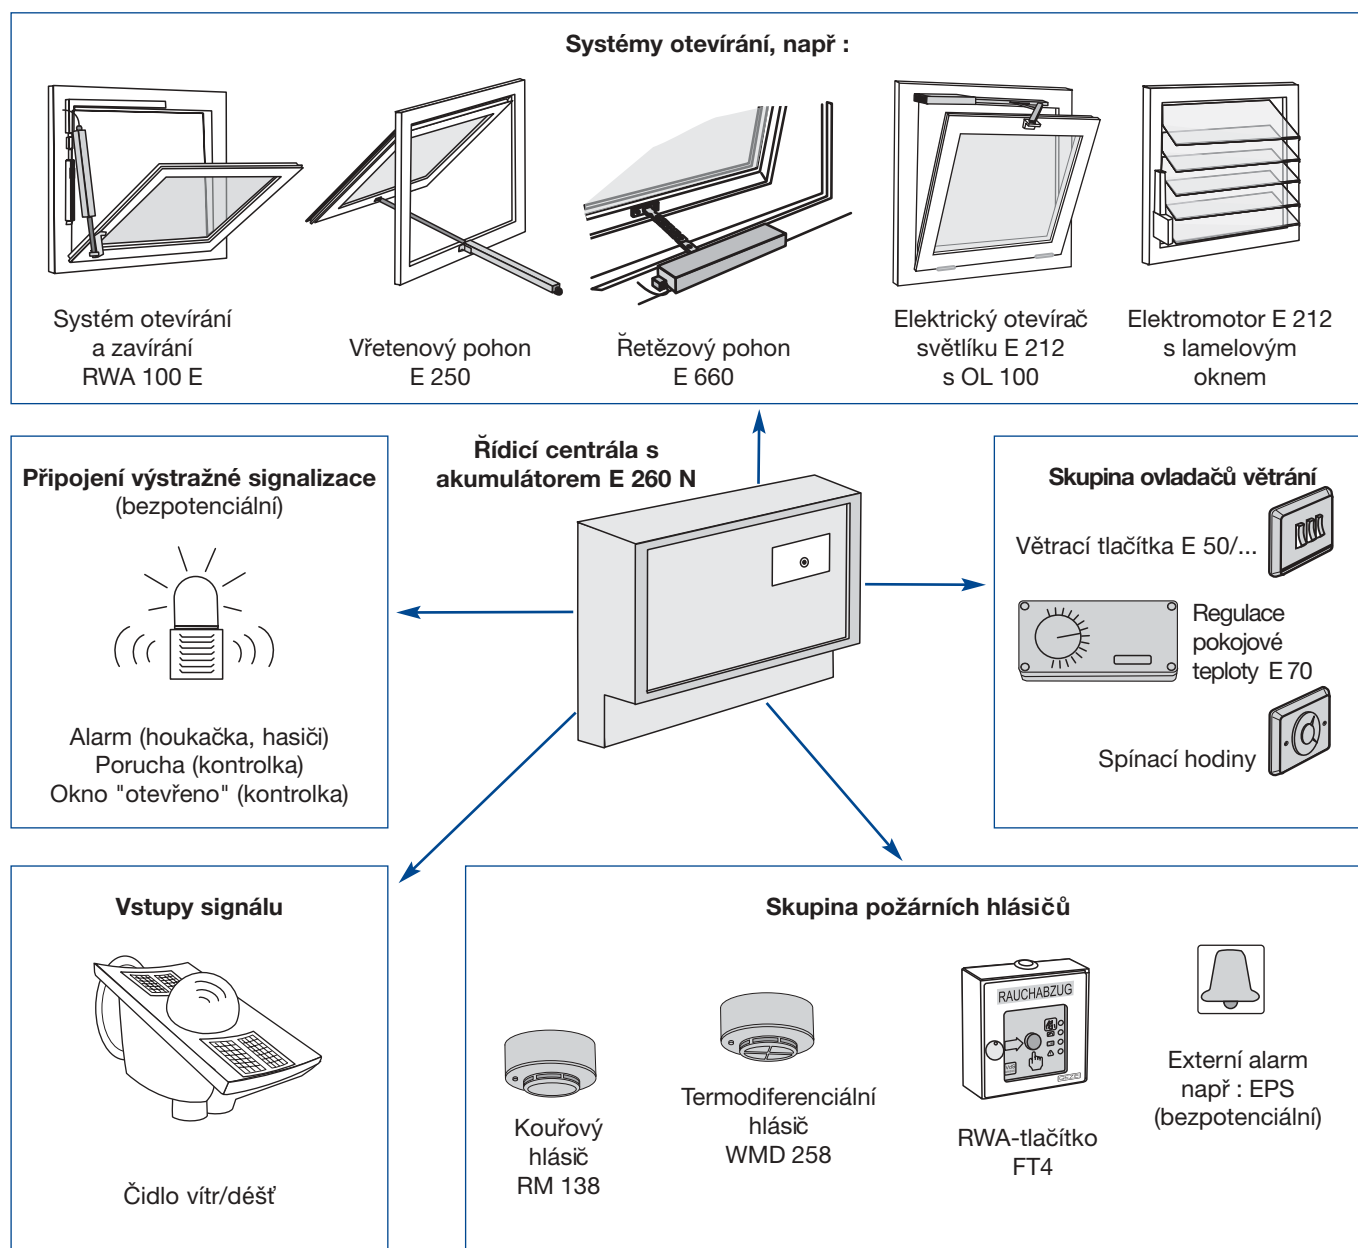 Systémy otevírání, např :
Systém otevírání
a zavírání
RWA 100 E
Vřetenový pohon
E 250
Řetězový pohon
E 660
Elektrický otevírač
světlíku E 212
s OL 100
Elektromotor E 212
s lamelovým
oknem
Připojení výstražné signalizace
(bezpotenciální)
Alarm (houkačka, hasiči)
Porucha (kontrolka)
Okno "otevřeno" (kontrolka)
Řídicí centrála s
akumulátorem E 260 N
Skupina ovladačů větrání
Větrací tlačítka E 50/...
Regulace
pokojové
teploty E 70
Spínací hodiny
Vstupy signálu
Čidlo vítr/déšť
Skupina požárních hlásičů
Kouřový
hlásič
RM 138
Termodiferenciální
hlásič
WMD 258
RAUCHABZUG
RWA-tlačítko
FT4
Externí alarm
např : EPS
(bezpotenciální)